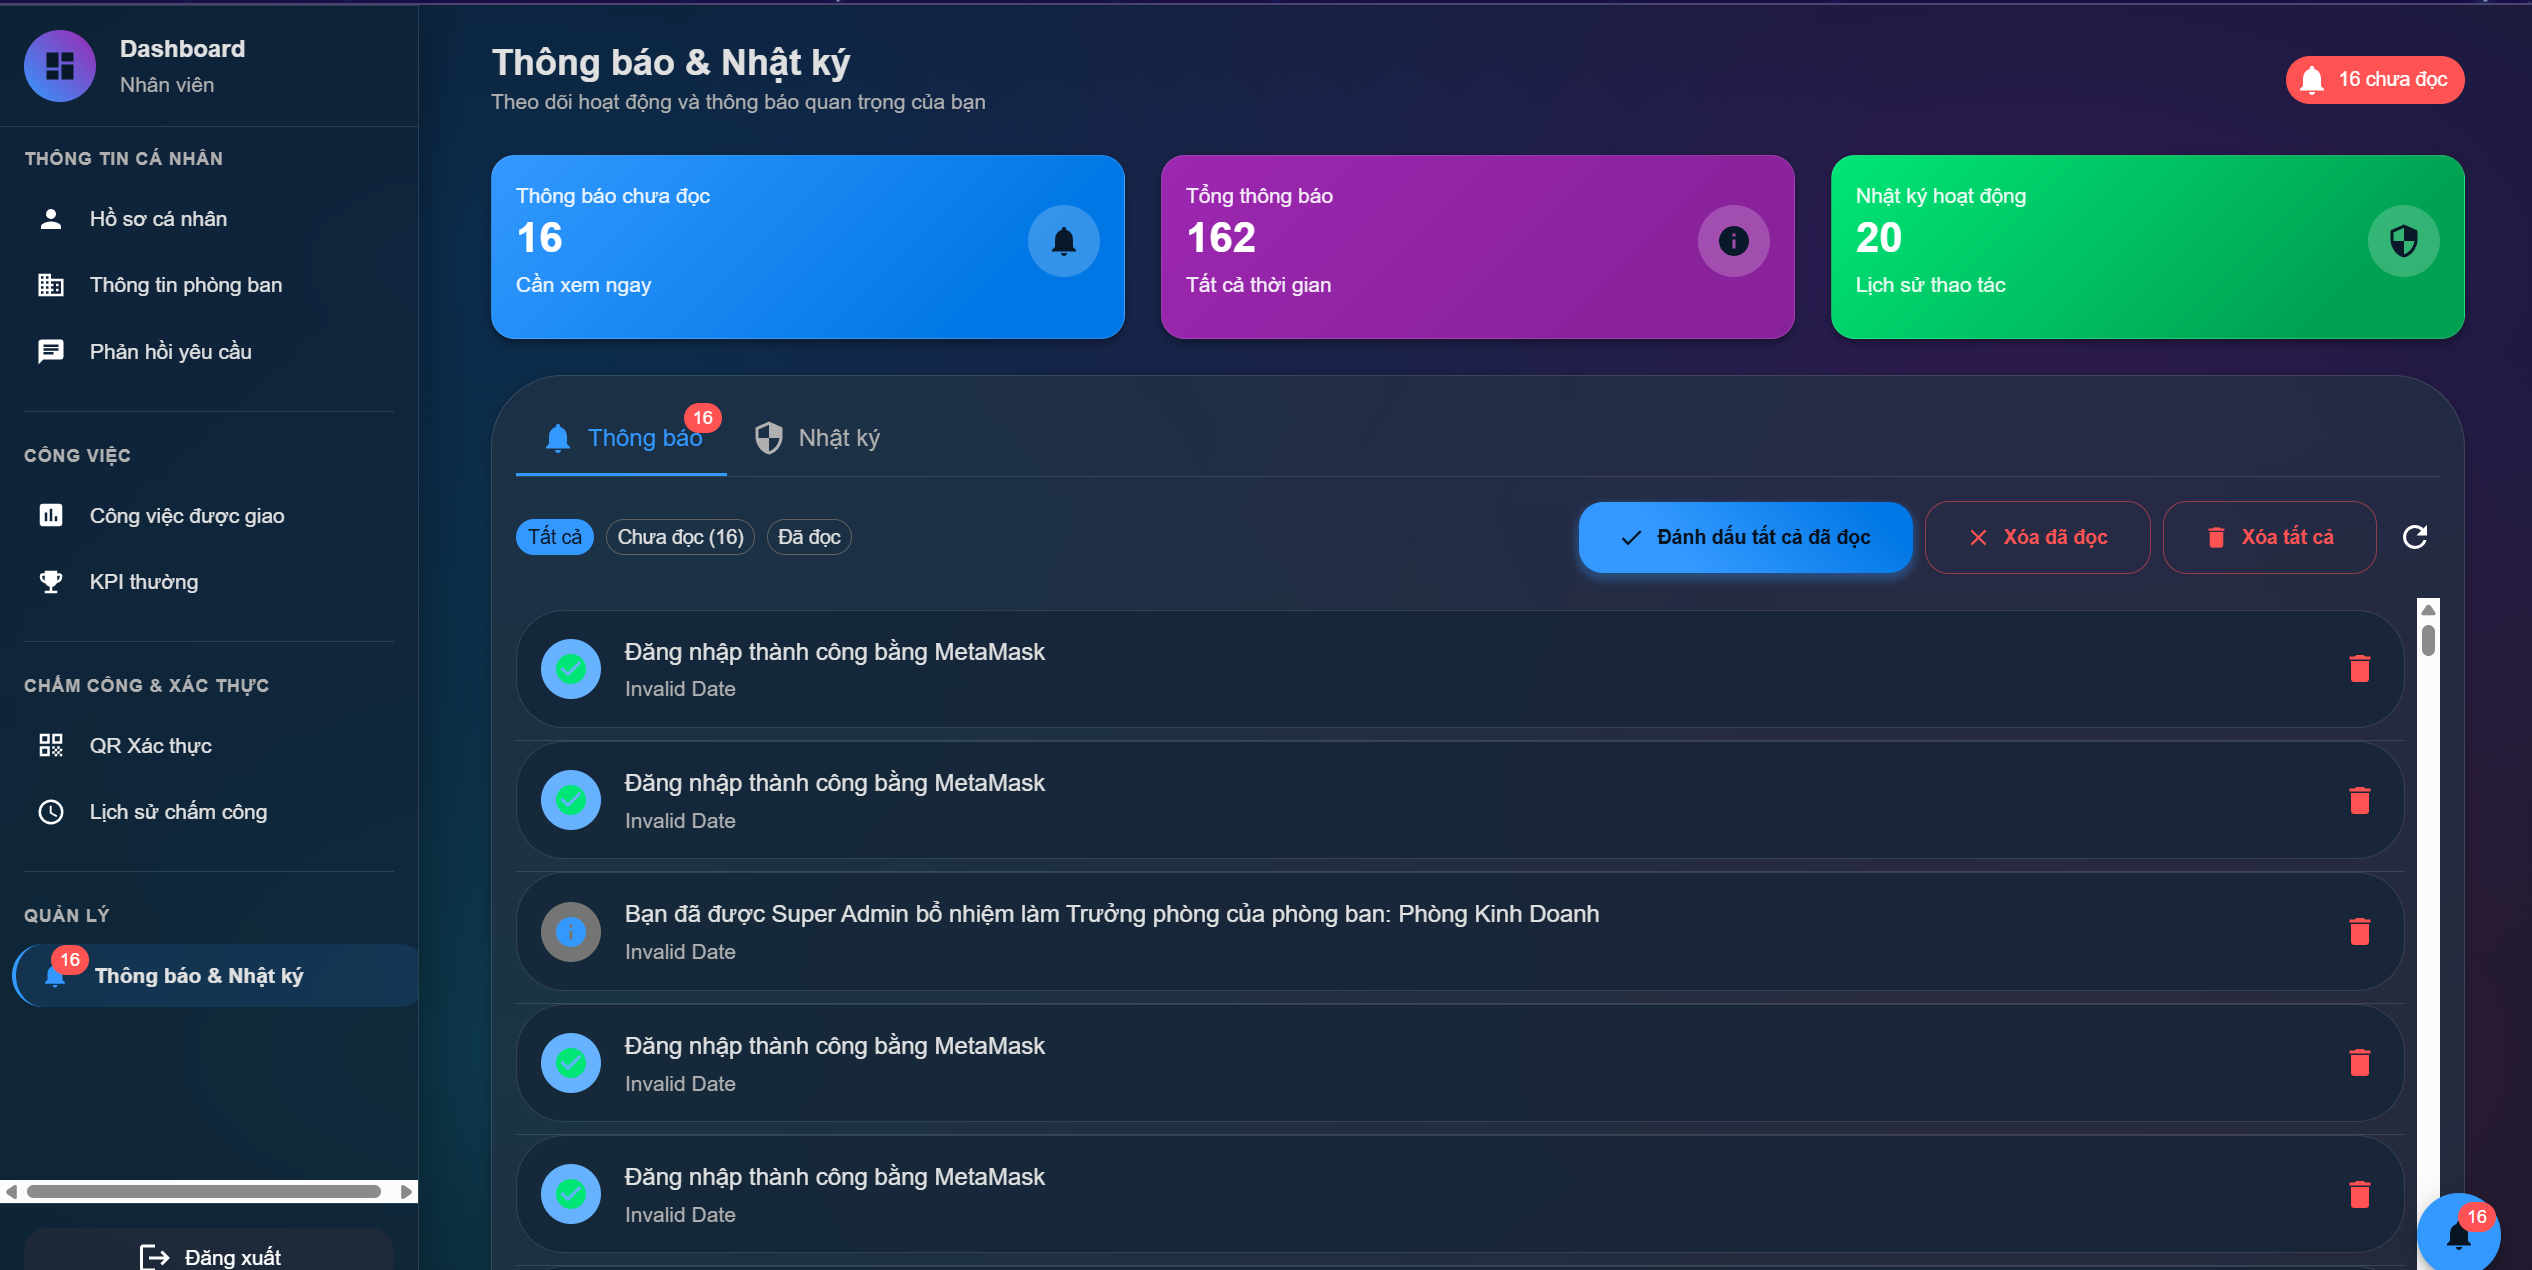 Dashboard
Nhân viên
THÔNG TIN CÁ NHÂN
Hồ sơ cá nhân
Thông tin phòng ban
Phản hồi yêu cầu
CÔNG VIỆC
Công việc được giao
KPI thường
CHẤM CÔNG & XÁC THỰC
QR Xác thực
Lịch sử chấm công
QUẢN LÝ
16
Thông báo & Nhật ký
Đăng xuất
Thông báo & Nhật ký
Theo dõi hoạt động và thông báo quan trọng của bạn
16 chưa đọc
Thông báo chưa đọc
16
Cần xem ngay
Tổng thông báo
162
Tất cả thời gian
Nhật ký hoạt động
20
Lịch sử thao tác
Thông báo
16
Nhật ký
Tất cả
Chưa đọc (16)
Đã đọc
Đánh dấu tất cả đã đọc
Xóa đã đọc
Xóa tất cả
Đăng nhập thành công bằng MetaMask
Invalid Date
Đăng nhập thành công bằng MetaMask
Invalid Date
Bạn đã được Super Admin bổ nhiệm làm Trưởng phòng của phòng ban: Phòng Kinh Doanh
Invalid Date
Đăng nhập thành công bằng MetaMask
Invalid Date
Đăng nhập thành công bằng MetaMask
Invalid Date
16